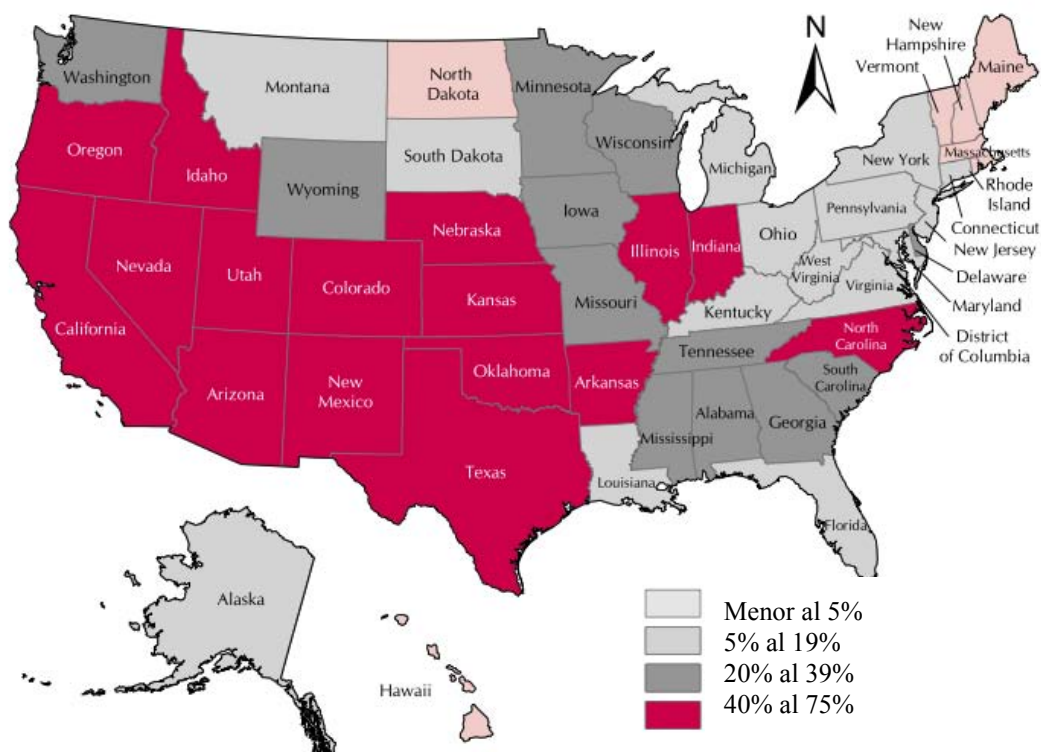 N
New
Hampshire
Vermont
Maine
Washington
Montana
North
Dakota
Minnesota
Oregon
Idaho
South Dakota
Wisconsin
Michigan
New York
Massachusetts
Rhode
Island
Connecticut
New Jersey
Delaware
Maryland
District
of Columbia
Wyoming
Nebraska
Iowa
Illinois
Indiana
Ohio
Pennsylvania
West
Virginia
Virginia
Nevada
Utah
Colorado
Kansas
Missouri
Kentucky
California
North
Carolina
Tennessee
South
Carolina
Arizona
New
Mexico
Oklahoma
Arkansas
Mississippi
Alabama
Georgia
Texas
Louisiana
Florida
Alaska
Hawaii
Menor al 5%
5% al 19%
20% al 39%
40% al 75%